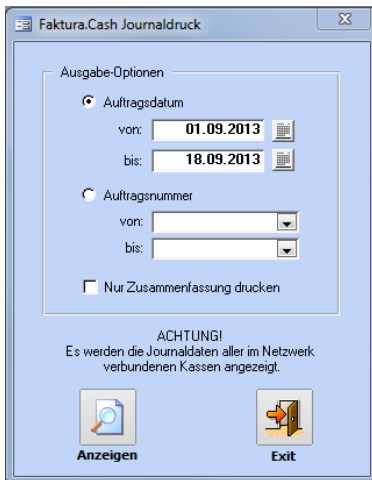 Faktura.Cash Journaldruck
Ausgabe-Optionen
Auftragsdatum
von: 01.09.2013
bis: 18.09.2013
Auftragsnummer
von:
bis:
Nur Zusammenfassung drucken
ACHTUNG!
Es werden die Journaldaten aller im Netzwerk
verbundenen Kassen angezeigt.
Anzeigen Exit